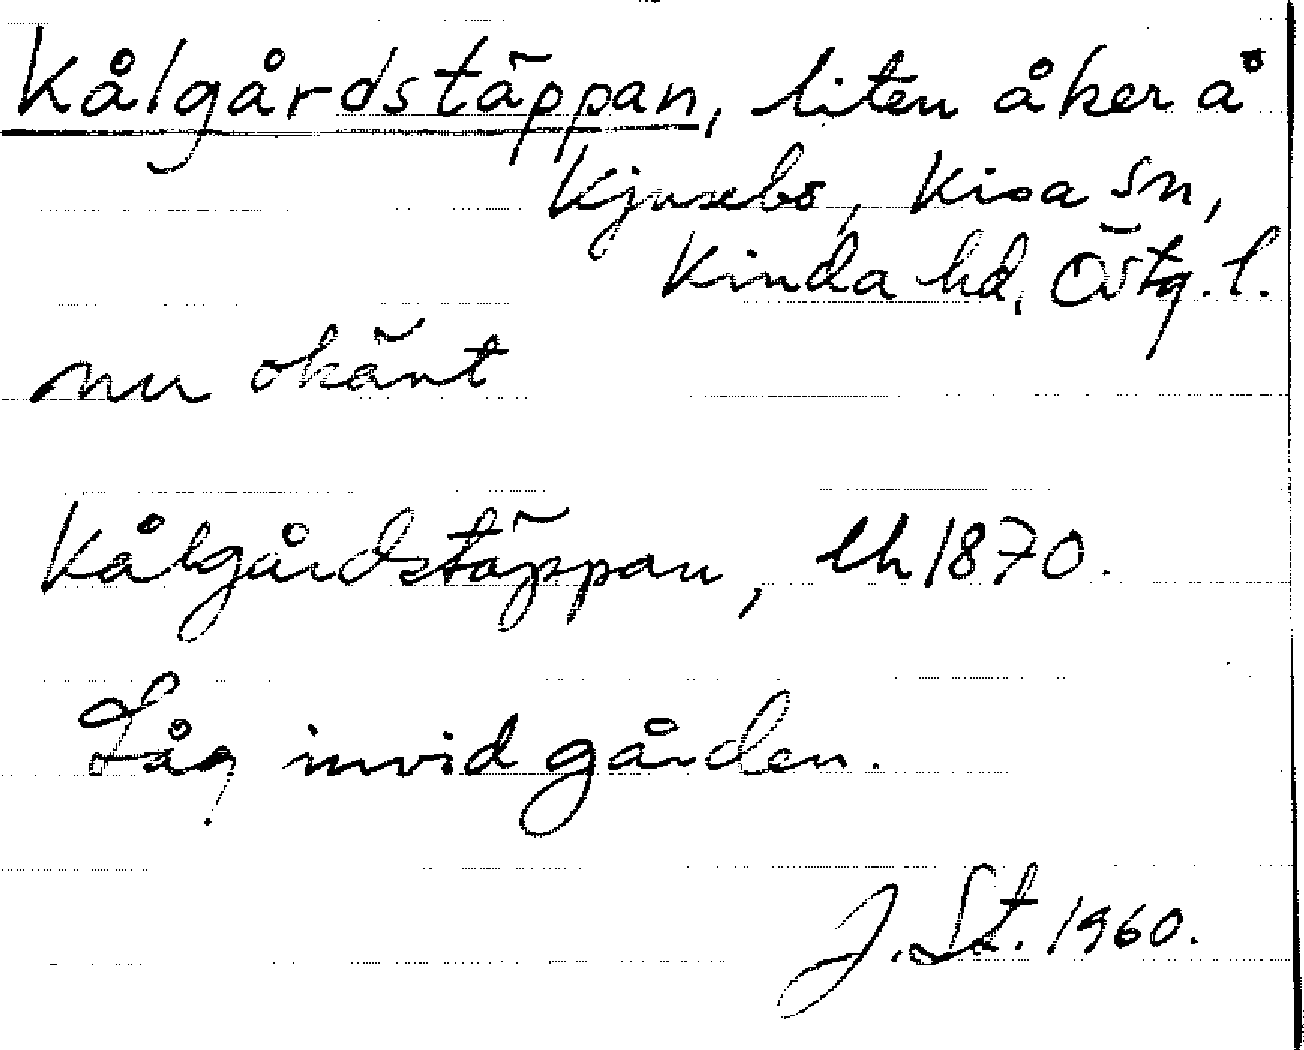 Kålgårdstäppan, liten åker å
Kjusebo, Kisa sn,
Kinda hd, Östg. l.
nu okänt
Kålgårdstäppan, lh 1870.
Låg invid gården.
J. St. 1960.